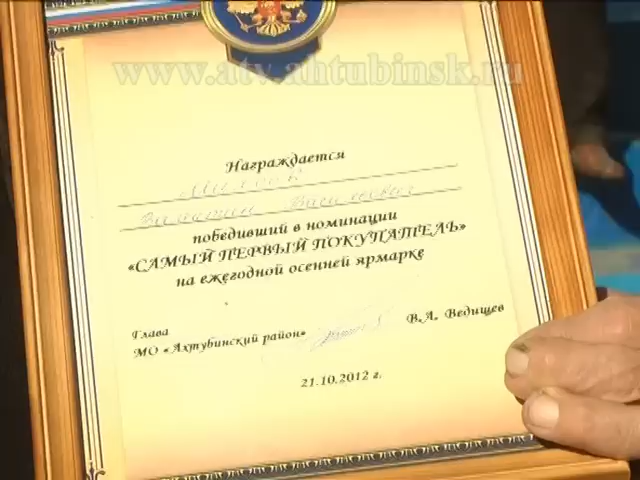 www.atv.ahtubinsk.ru
Награждается
победивший в номинации
«САМЫЙ ПЕРВЫЙ ПОКУПАТЕЛЬ»
на ежегодной осенней ярмарке
Глава
МО «Ахтубинский район»
В.А. Ведищев
21.10.2012 г.